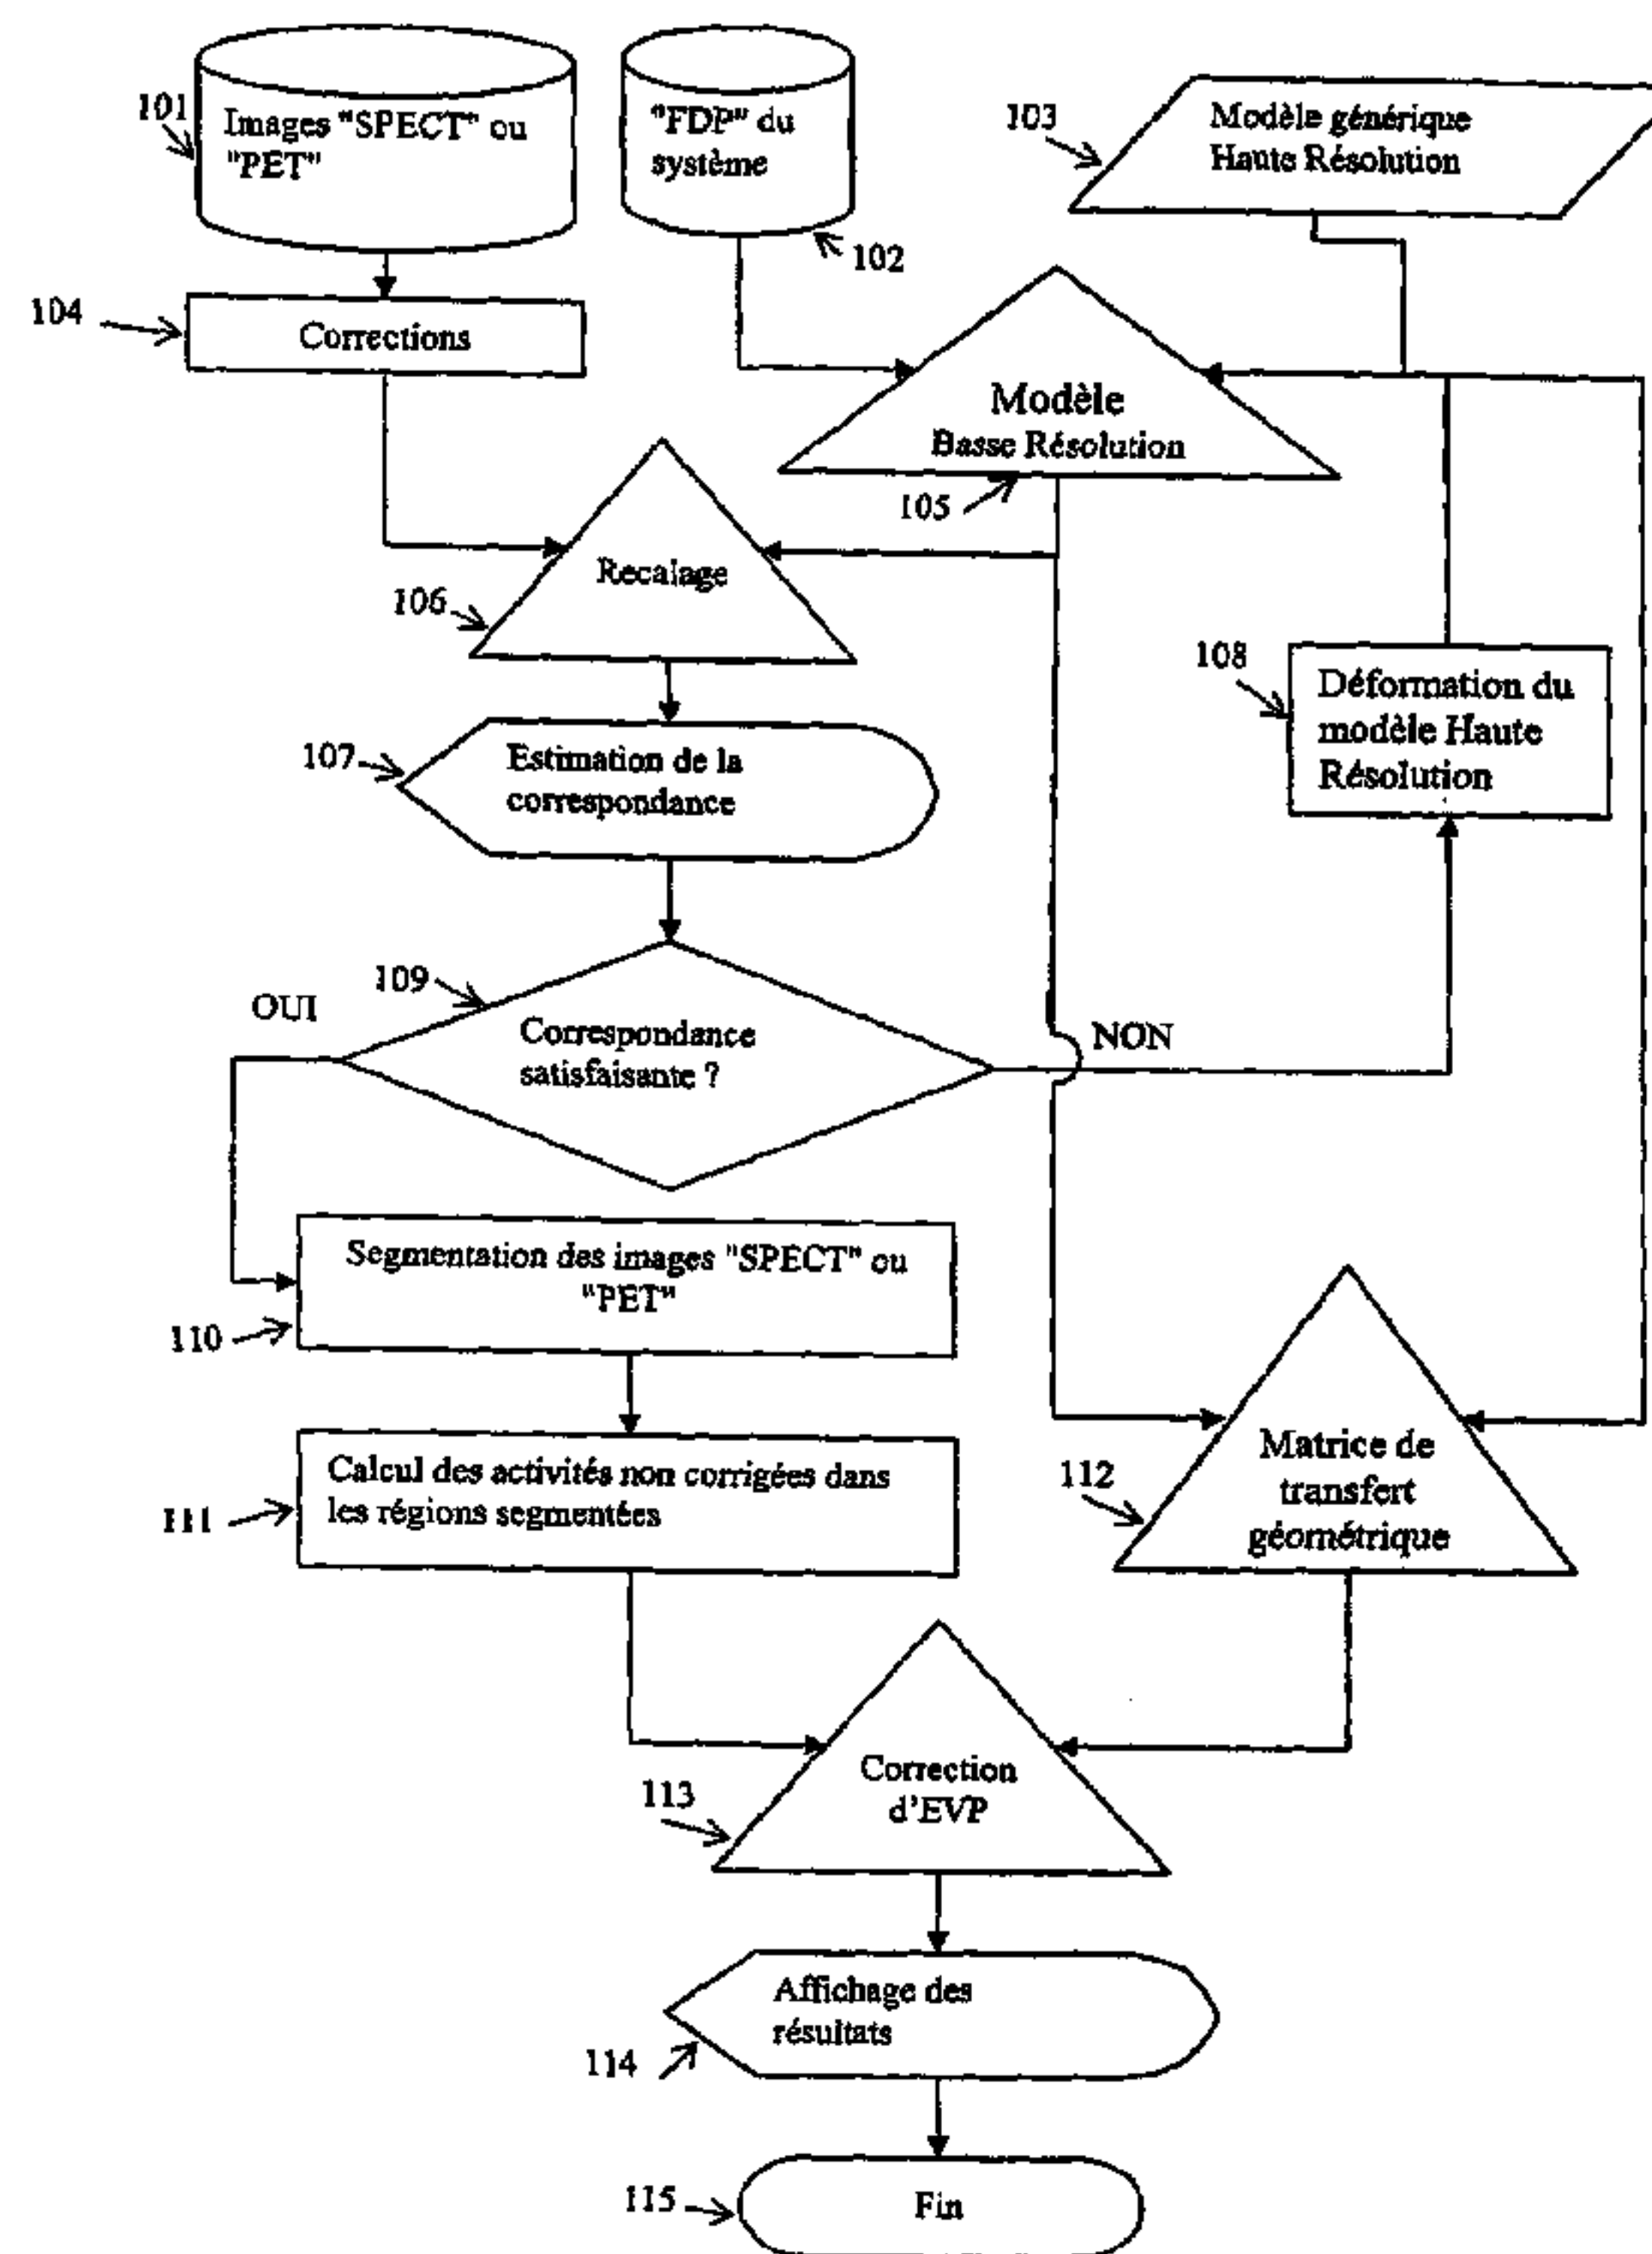 101
Images "SPECT" ou
"PET"
"FDP" du
système
102
103
Modèle générique
Haute Résolution
104
Corrections
Modèle
Basse Résolution
105
Recalage
106
108
Déformation du
modèle Haute
Résolution
107
Estimation de la
correspondance
109
OUI
Correspondance
satisfaisante ?
NON
Segmentation des images "SPECT" ou
"PET"
110
Calcul des activités non corrigées dans
les régions segmentées
111
112
Matrice de
transfert
géométrique
113
Correction
d'EVP
Affichage des
résultats
114
115
Fin